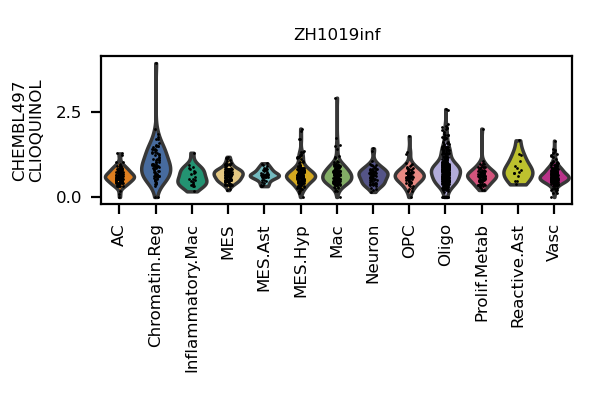 ZH1019inf
CHEMBL497
CLIOQUINOL
2.5
0.0
AC
Chromatin.Reg
Inflammatory.Mac
MES
MES.Ast
MES.Hyp
Mac
Neuron
OPC
Oligo
Prolif.Metab
Reactive.Ast
Vasc